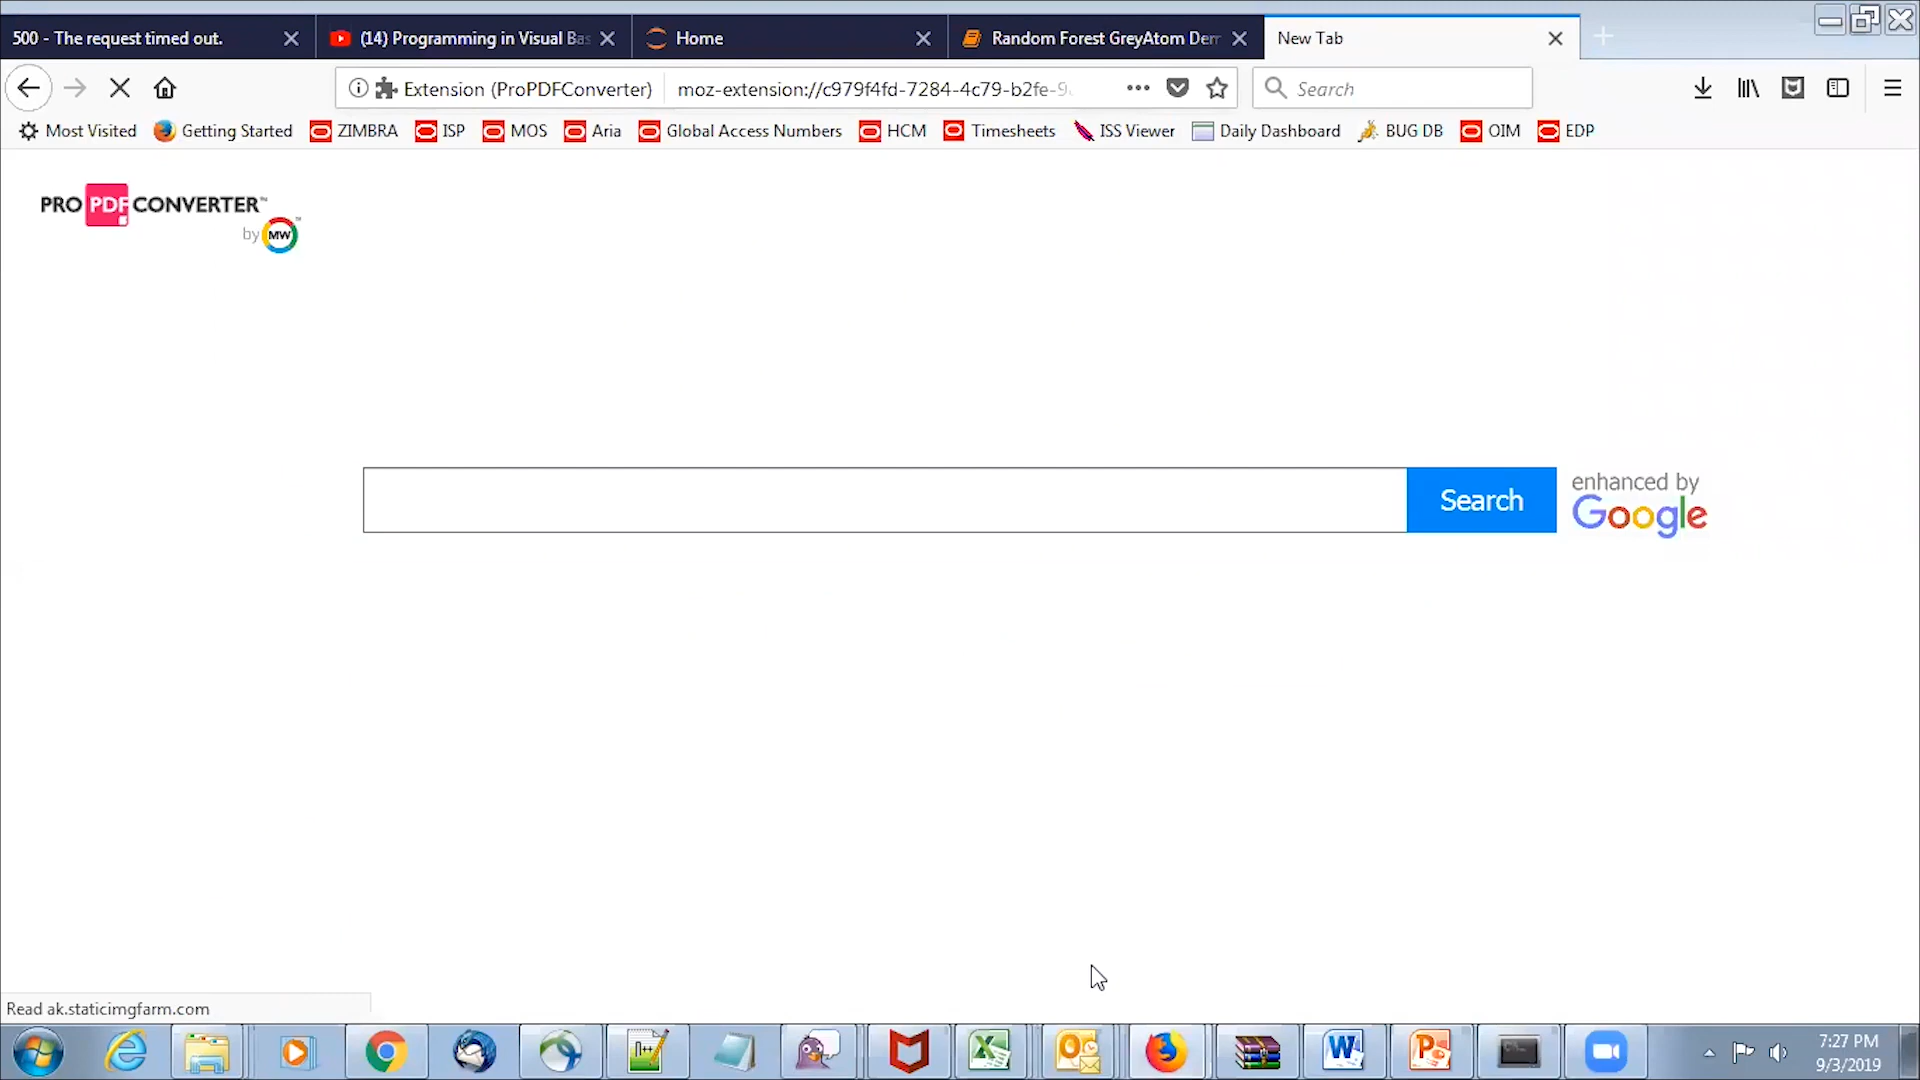 500 - The request timed out.
(14) Programming in Visual Bas
Home
Random Forest GreyAtom Dem
New Tab
Extension (ProPDFConverter)
moz-extension://c979f4fd-7284-4c79-b2fe-9
Search
Most Visited
Getting Started
ZIMBRA
ISP
MOS
Aria
Global Access Numbers
HCM
Timesheets
ISS Viewer
Daily Dashboard
BUG DB
OIM
EDP
PRO PDF CONVERTER™
by MW™
Search
enhanced by
Google
Read ak.staticimgfarm.com
7:27 PM
9/3/2019